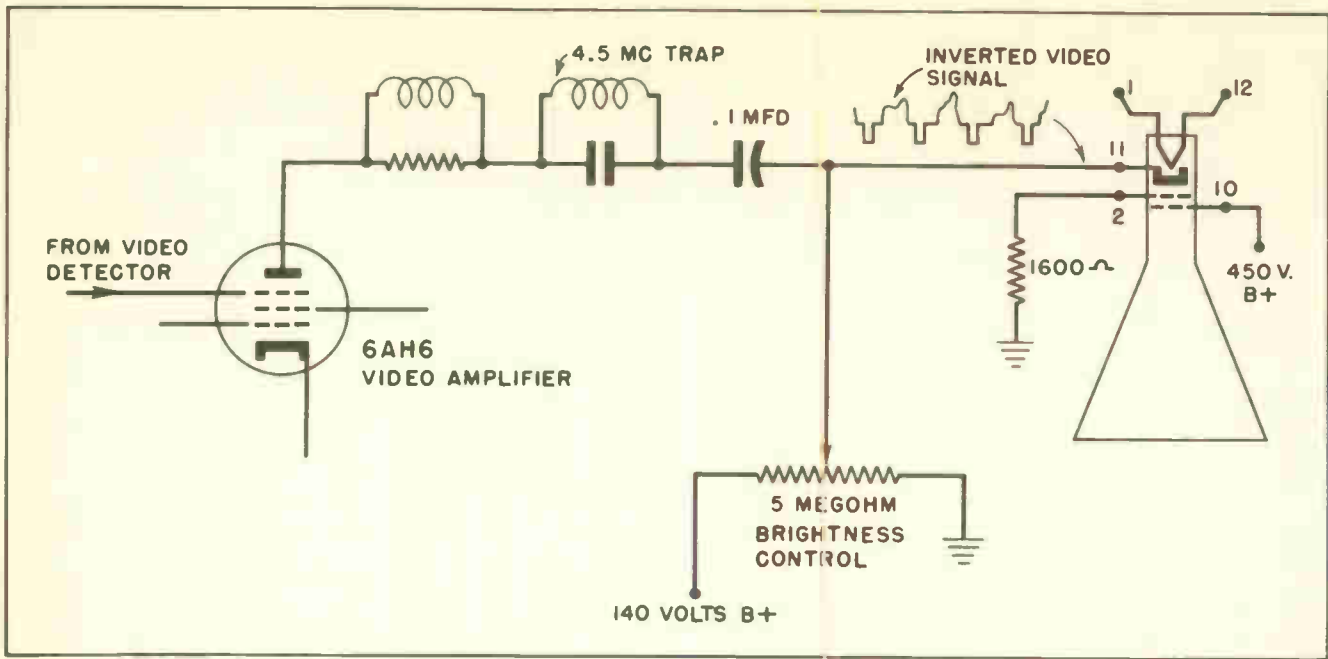 4.5 MC TRAP
.1 MFD
INVERTED VIDEO
SIGNAL
1
12
11
10
2
FROM VIDEO
DETECTOR
1600 Ω
450 V.
B+
6AH6
VIDEO AMPLIFIER
5 MEGOHM
BRIGHTNESS
CONTROL
140 VOLTS B+